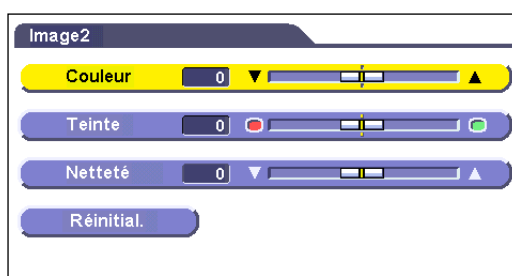 Image2
Couleur 0
Teinte 0
Netteté 0
Réinitial.